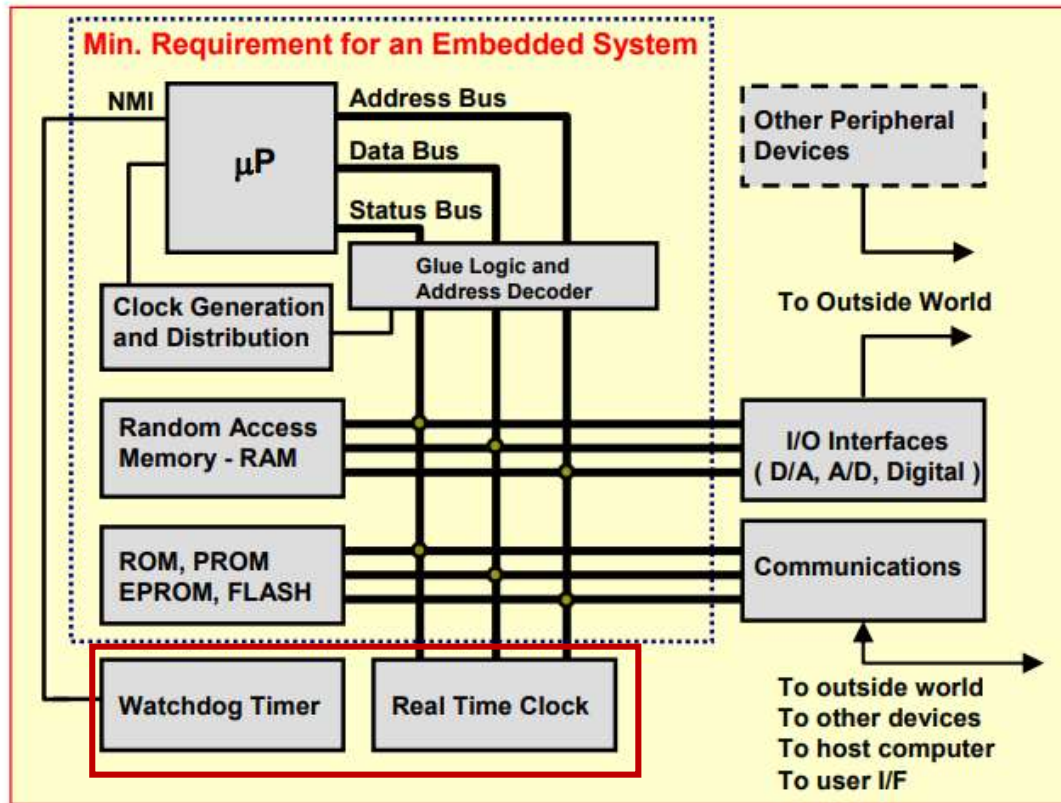 Min. Requirement for an Embedded System
NMI
μP
Address Bus
Data Bus
Status Bus
Other Peripheral
Devices
Glue Logic and
Address Decoder
Clock Generation
and Distribution
To Outside World
Random Access
Memory - RAM
I/O Interfaces
( D/A, A/D, Digital )
ROM, PROM
EPROM, FLASH
Communications
Watchdog Timer
Real Time Clock
To outside world
To other devices
To host computer
To user I/F